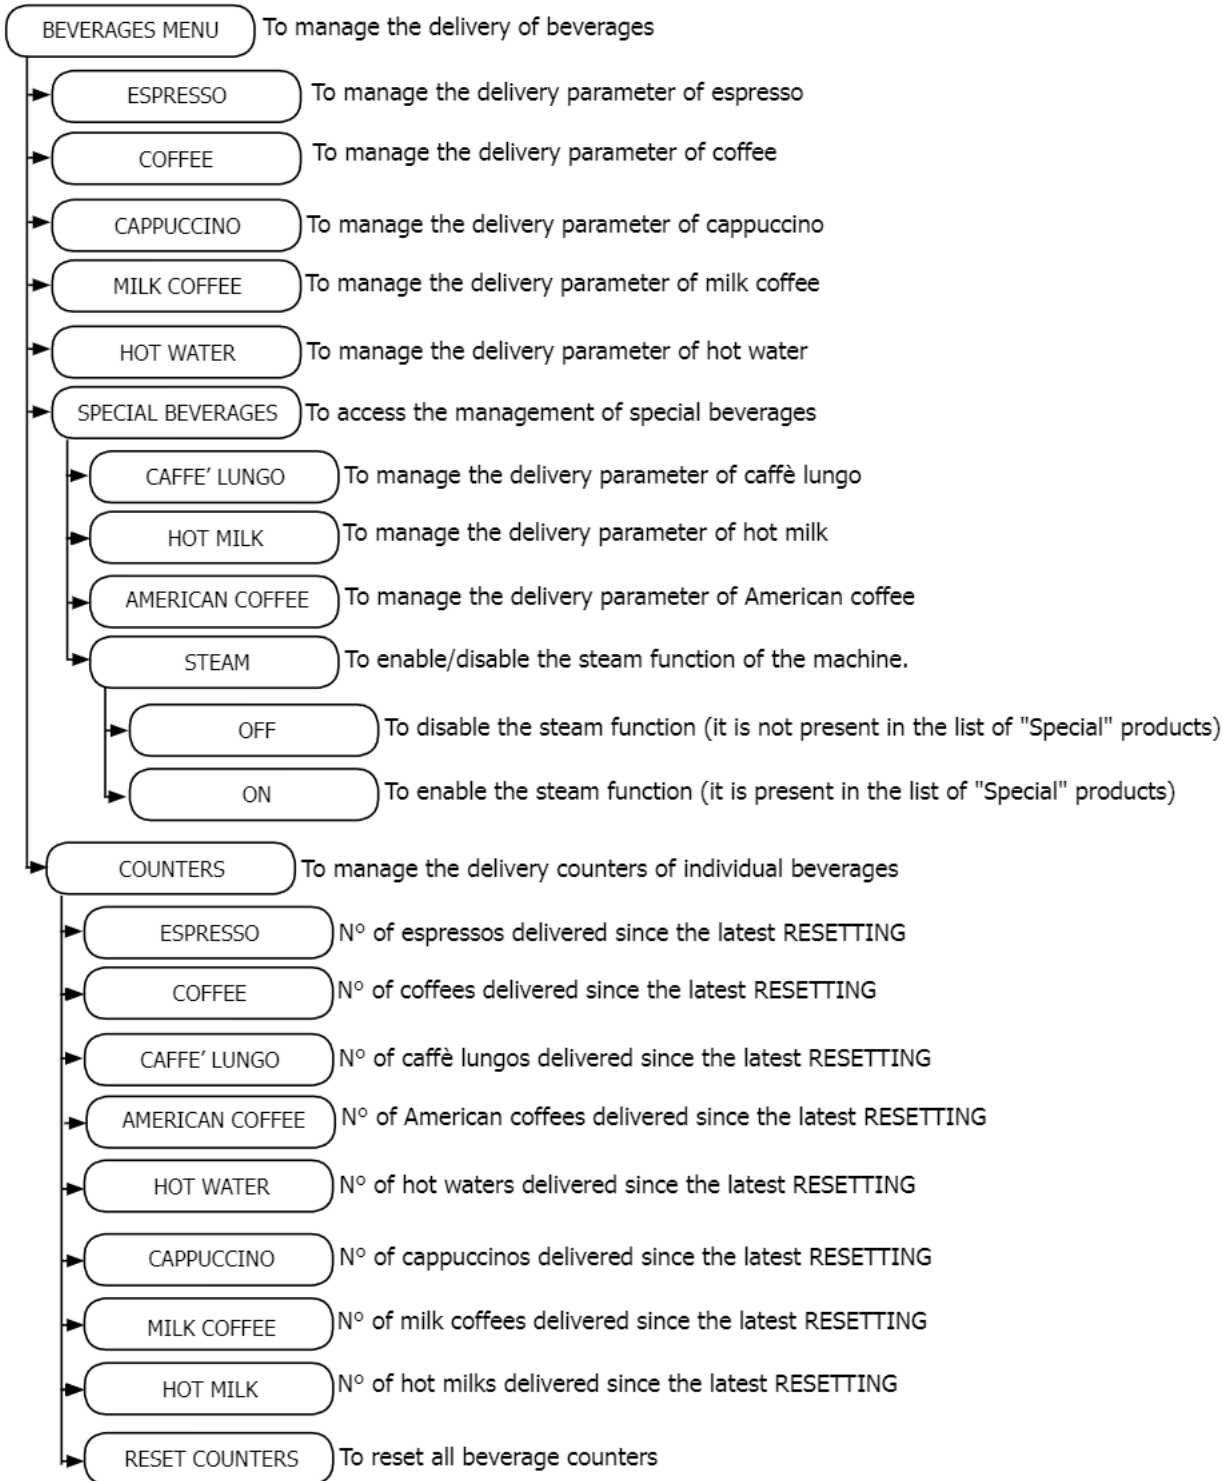 BEVERAGES MENU To manage the delivery of beverages
ESPRESSO To manage the delivery parameter of espresso
COFFEE To manage the delivery parameter of coffee
CAPPUCCINO To manage the delivery parameter of cappuccino
MILK COFFEE To manage the delivery parameter of milk coffee
HOT WATER To manage the delivery parameter of hot water
SPECIAL BEVERAGES To access the management of special beverages
CAFFE’ LUNGO To manage the delivery parameter of caffè lungo
HOT MILK To manage the delivery parameter of hot milk
AMERICAN COFFEE To manage the delivery parameter of American coffee
STEAM To enable/disable the steam function of the machine.
OFF To disable the steam function (it is not present in the list of "Special" products)
ON To enable the steam function (it is present in the list of "Special" products)
COUNTERS To manage the delivery counters of individual beverages
ESPRESSO N° of espressos delivered since the latest RESETTING
COFFEE N° of coffees delivered since the latest RESETTING
CAFFE’ LUNGO N° of caffè lungos delivered since the latest RESETTING
AMERICAN COFFEE N° of American coffees delivered since the latest RESETTING
HOT WATER N° of hot waters delivered since the latest RESETTING
CAPPUCCINO N° of cappuccinos delivered since the latest RESETTING
MILK COFFEE N° of milk coffees delivered since the latest RESETTING
HOT MILK N° of hot milks delivered since the latest RESETTING
RESET COUNTERS To reset all beverage counters